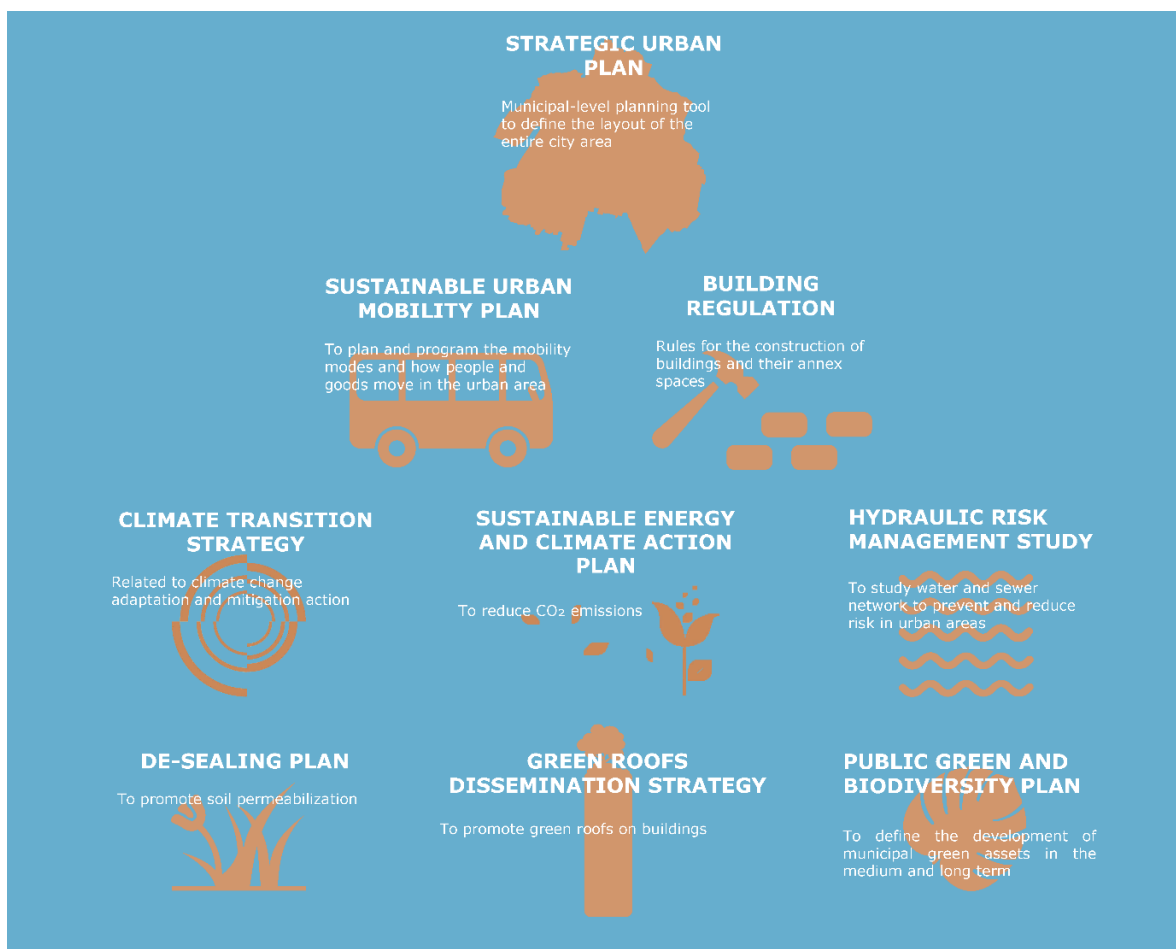 STRATEGIC URBAN
PLAN
Municipal-level planning tool
to define the layout of the
entire city area
SUSTAINABLE URBAN
MOBILITY PLAN
To plan and program the mobility
modes and how people and
goods move in the urban area
BUILDING
REGULATION
Rules for the construction of
buildings and their annex
spaces
CLIMATE TRANSITION
STRATEGY
Related to climate change
adaptation and mitigation action
SUSTAINABLE ENERGY
AND CLIMATE ACTION
PLAN
To reduce CO₂ emissions
HYDRAULIC RISK
MANAGEMENT STUDY
To study water and sewer
network to prevent and reduce
risk in urban areas
DE-SEALING PLAN
To promote soil permeabilization
GREEN ROOFS
DISSEMINATION STRATEGY
To promote green roofs on buildings
PUBLIC GREEN AND
BIODIVERSITY PLAN
To define the development of
municipal green assets in the
medium and long term